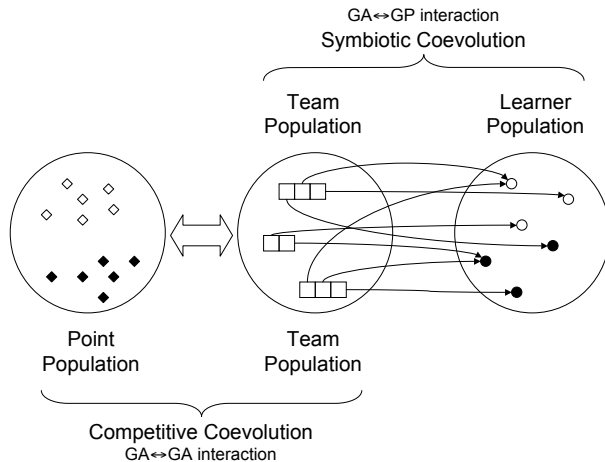 GA↔GP interaction
Symbiotic Coevolution
Team
Population
Learner
Population
Point
Population
Team
Population
Competitive Coevolution
GA↔GA interaction